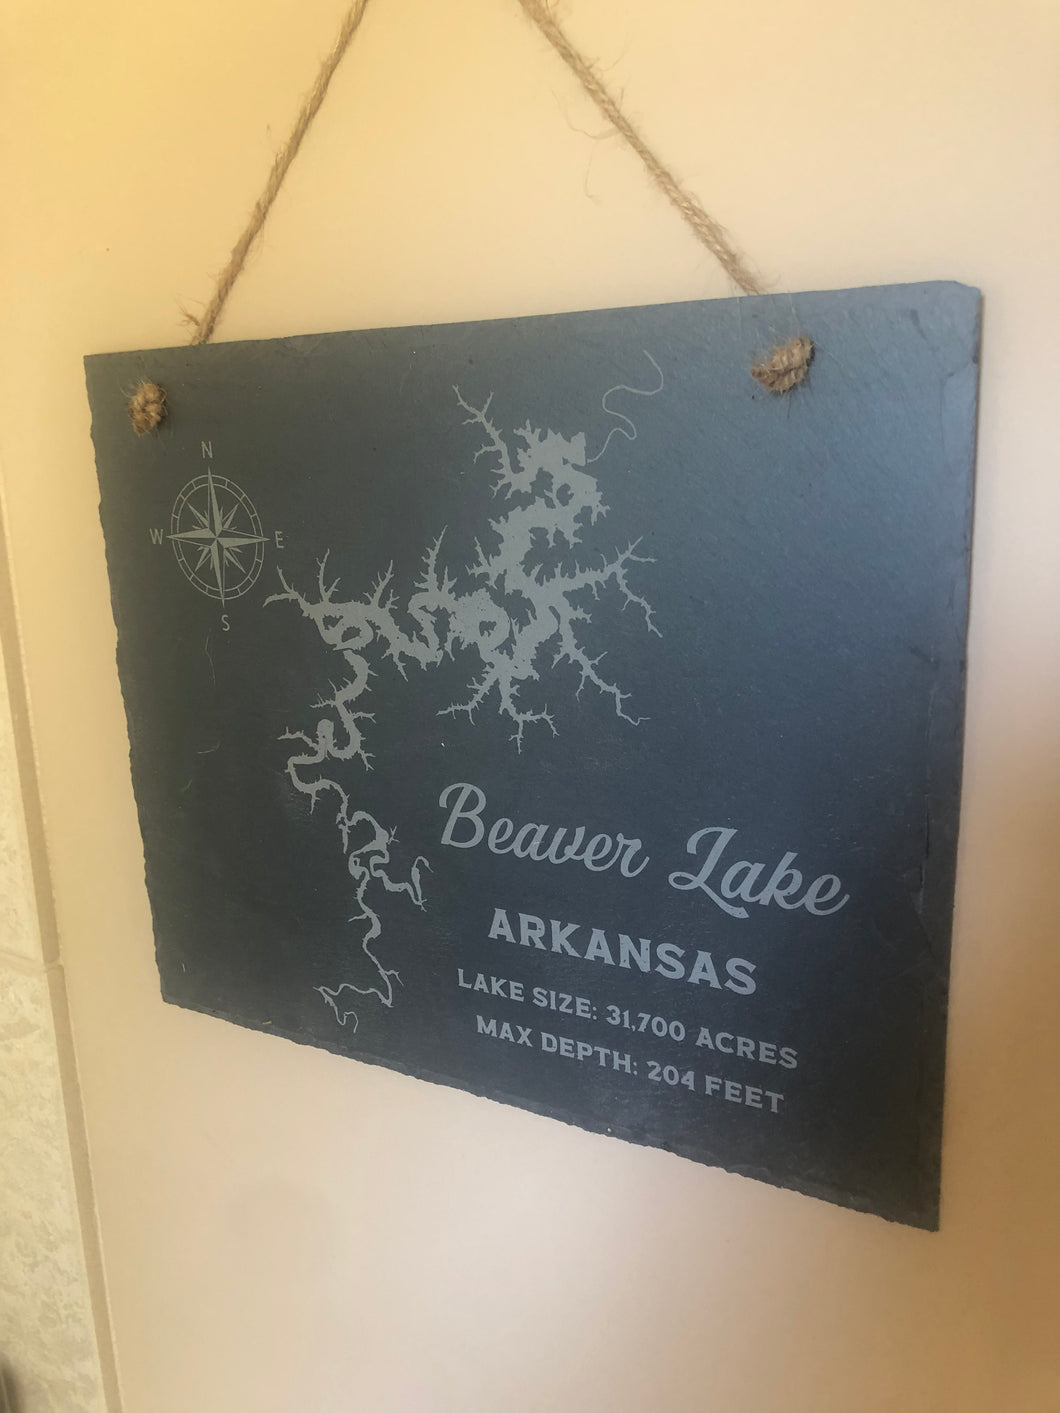 N
W E
S
Beaver Lake
ARKANSAS
LAKE SIZE: 31,700 ACRES
MAX DEPTH: 204 FEET